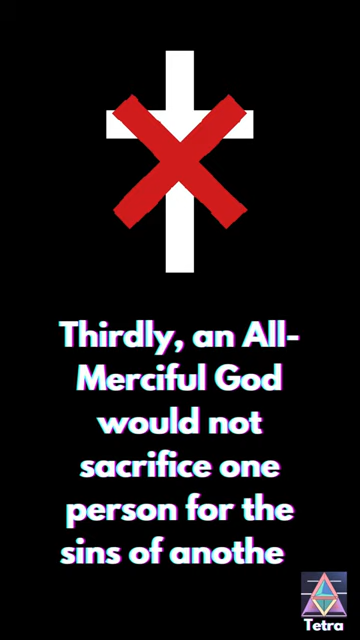 Thirdly, an All-
Merciful God
would not
sacrifice one
person for the
sins of anothe
Tetra